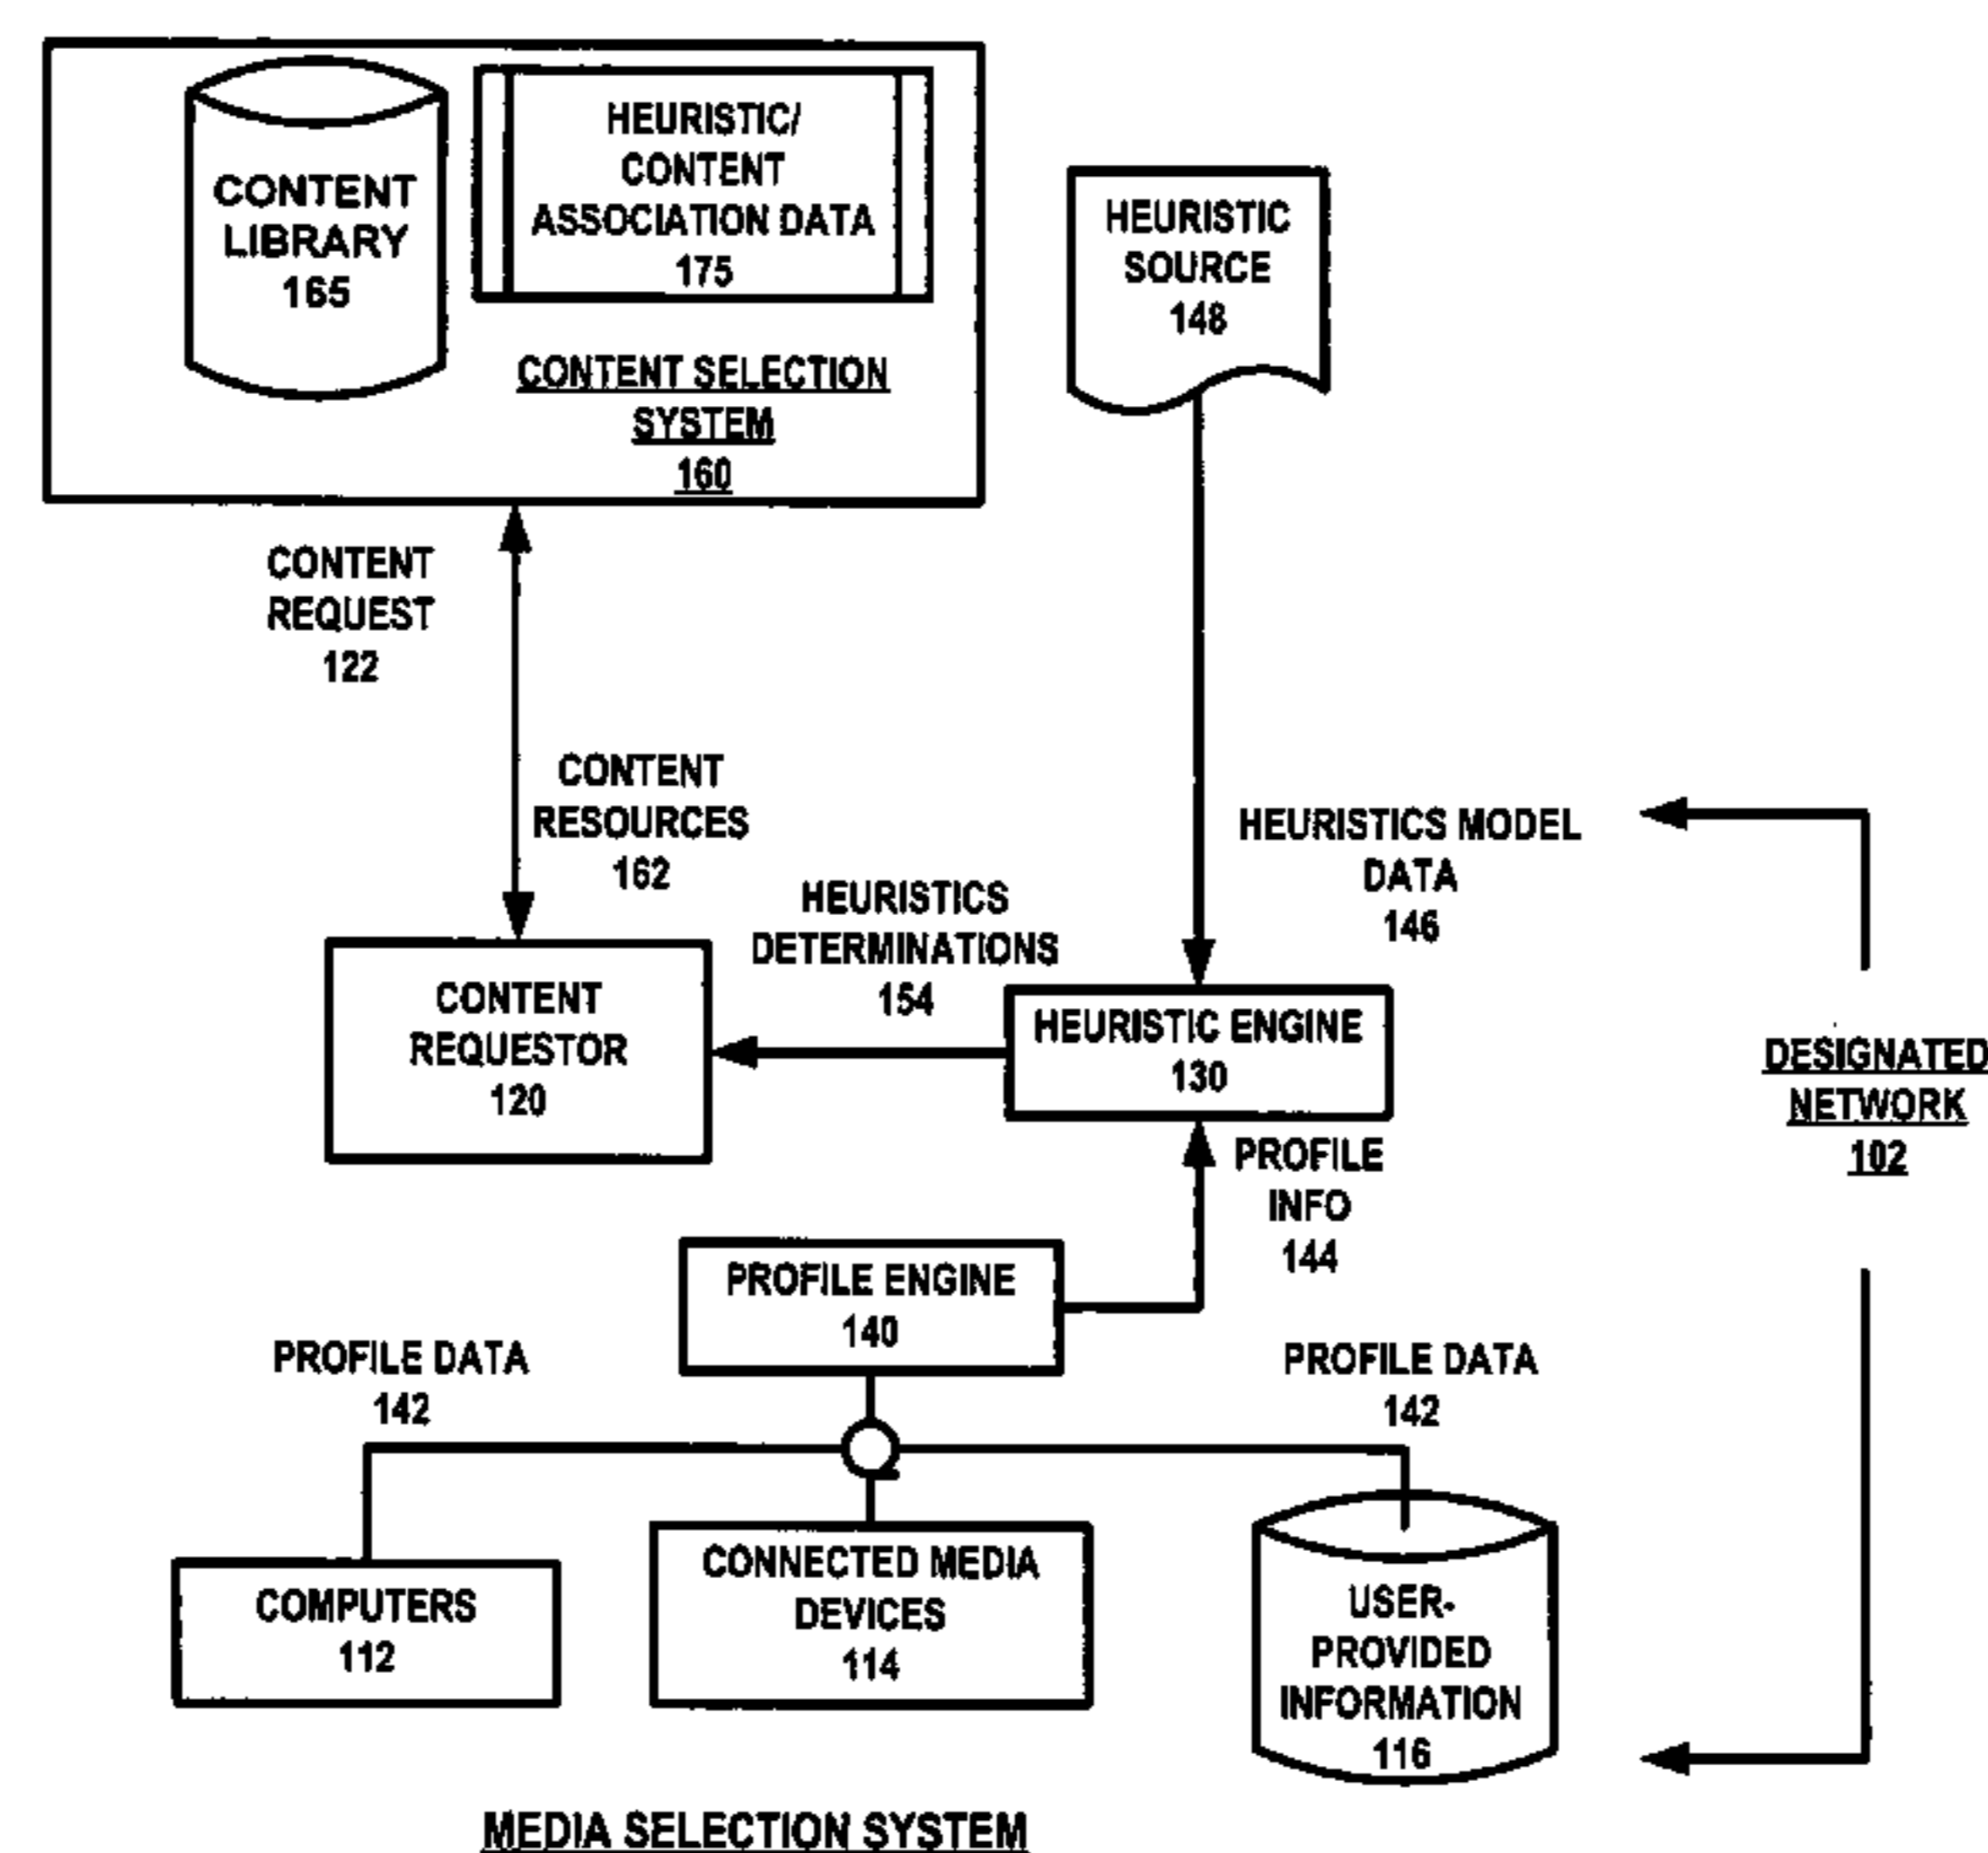 CONTENT
LIBRARY
165
HEURISTIC/
CONTENT
ASSOCIATION DATA
175
CONTENT SELECTION
SYSTEM
160
HEURISTIC
SOURCE
148
CONTENT
REQUEST
122
CONTENT
RESOURCES
162
HEURISTICS MODEL
DATA
146
HEURISTICS
DETERMINATIONS
154
CONTENT
REQUESTOR
120
HEURISTIC ENGINE
130
DESIGNATED
NETWORK
102
PROFILE
INFO
144
PROFILE ENGINE
140
PROFILE DATA
142
PROFILE DATA
142
COMPUTERS
112
CONNECTED MEDIA
DEVICES
114
USER-
PROVIDED
INFORMATION
116
MEDIA SELECTION SYSTEM